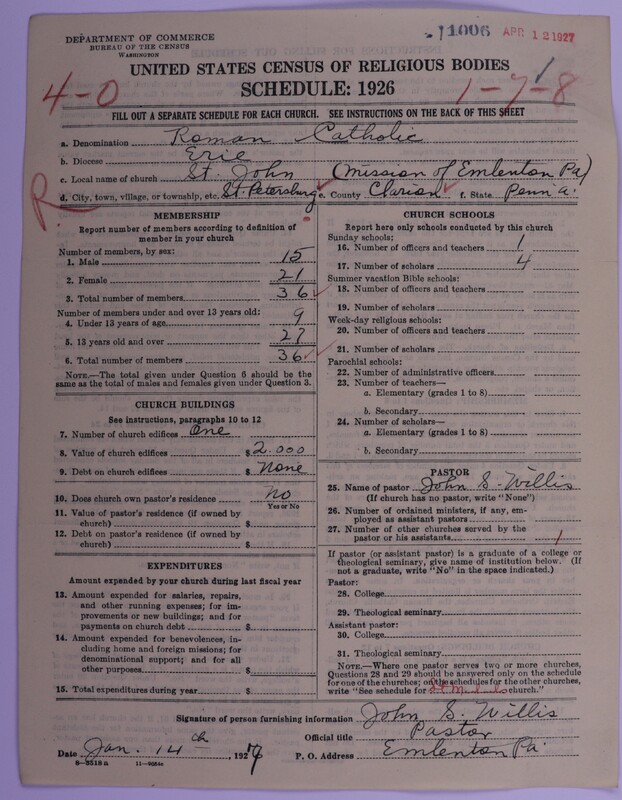 DEPARTMENT OF COMMERCE
BUREAU OF THE CENSUS
WASHINGTON
11006
APR 12 1927
UNITED STATES CENSUS OF RELIGIOUS BODIES
SCHEDULE: 1926
4-0
1-7-8
FILL OUT A SEPARATE SCHEDULE FOR EACH CHURCH. SEE INSTRUCTIONS ON THE BACK OF THIS SHEET
a. Denomination Roman Catholic
b. Diocese Erie
c. Local name of church St. John (Mission of Emlenton Pa)
R
d. City, town, village, or township, etc. St Petersburg e. County Clarion f. State Penn'a.
MEMBERSHIP
Report number of members according to definition of member in your church
Number of members, by sex:
1. Male 15
2. Female 21
3. Total number of members 36
Number of members under and over 13 years old:
4. Under 13 years of age 9
5. 13 years old and over 27
6. Total number of members 36
NOTE.—The total given under Question 6 should be the same as the total of males and females given under Question 3.
CHURCH BUILDINGS
See instructions, paragraphs 10 to 12
7. Number of church edifices One
8. Value of church edifices $ 2.000
9. Debt on church edifices $ None
10. Does church own pastor's residence No
Yes or No
11. Value of pastor's residence (if owned by church) $
12. Debt on pastor's residence (if owned by church) $
EXPENDITURES
Amount expended by your church during last fiscal year
13. Amount expended for salaries, repairs, and other running expenses; for improvements or new buildings; and for payments on church debt $
14. Amount expended for benevolences, including home and foreign missions; for denominational support; and for all other purposes $
15. Total expenditures during year $
CHURCH SCHOOLS
Report here only schools conducted by this church
Sunday schools:
16. Number of officers and teachers 1
17. Number of scholars 4
Summer vacation Bible schools:
18. Number of officers and teachers
19. Number of scholars
Week-day religious schools:
20. Number of officers and teachers
21. Number of scholars
Parochial schools:
22. Number of administrative officers
23. Number of teachers—
a. Elementary (grades 1 to 8)
b. Secondary
24. Number of scholars—
a. Elementary (grades 1 to 8)
b. Secondary
PASTOR
25. Name of pastor John S. Willis
(If church has no pastor, write "None")
26. Number of ordained ministers, if any, employed as assistant pastors
27. Number of other churches served by the pastor or his assistants 1
If pastor (or assistant pastor) is a graduate of a college or theological seminary, give name of institution below. (If not a graduate, write "No" in the space indicated.)
Pastor:
28. College
29. Theological seminary
Assistant pastor:
30. College
31. Theological seminary
NOTE.—Where one pastor serves two or more churches, Questions 28 and 29 should be answered only on the schedule for one of the churches; on the schedules for the other churches, write "See schedule for St church."
Signature of person furnishing information John S. Willis
Official title Pastor
Date Jan. 14th, 1927
P. O. Address Emlenton Pa.
8—5518a 11—9054a